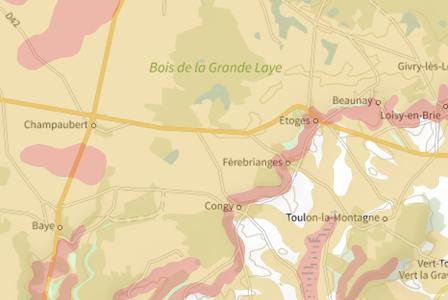 D42
Bois de la Grande Laye
Givry-lès-Lo
Beaunay
Loisy-en-Brie
Étoges
Champaubert
Fèrebrianges
Congy
Toulon-la-Montagne
Baye
Vert-To
Vert la Grav